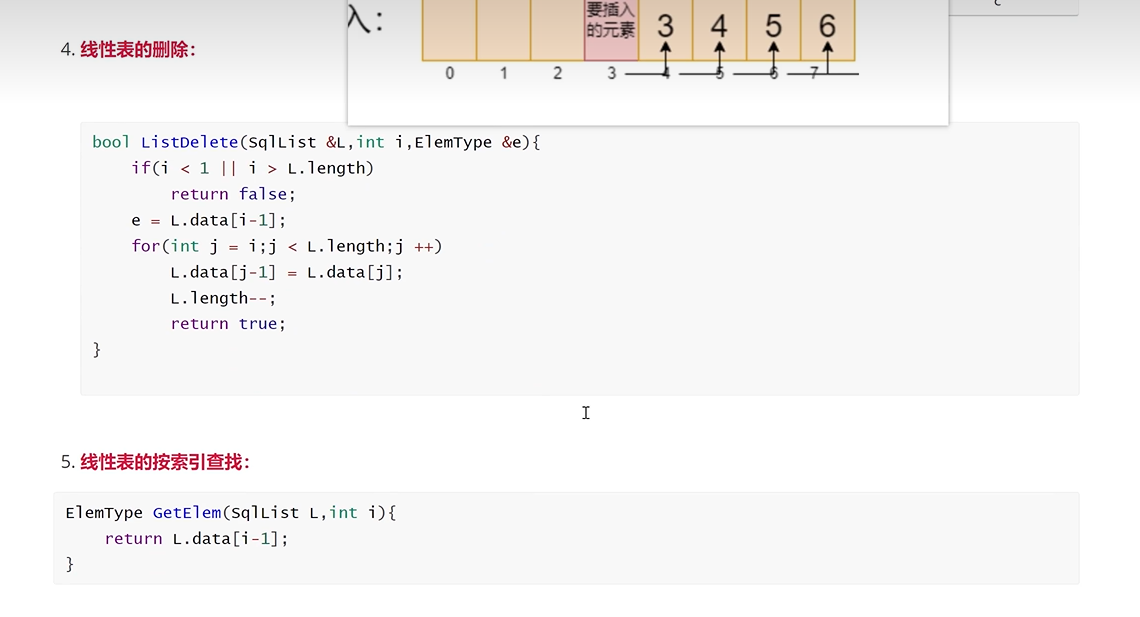 入:
要插入
的元素
3 4 5 6
0 1 2 3 4 5 6 7
c
4. 线性表的删除:
bool ListDelete(SqlList &L,int i,ElemType &e){
if(i < 1 || i > L.length)
return false;
e = L.data[i-1];
for(int j = i;j < L.length;j ++)
L.data[j-1] = L.data[j];
L.length--;
return true;
}
5. 线性表的按索引查找:
ElemType GetElem(SqlList L,int i){
return L.data[i-1];
}